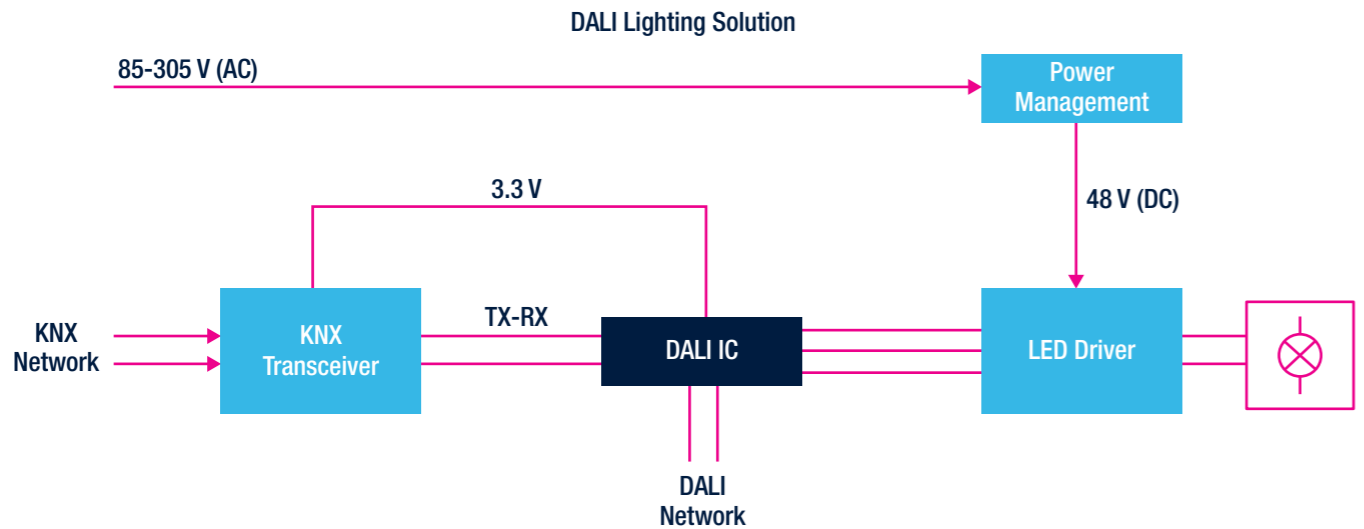 DALI Lighting Solution
85-305 V (AC)
Power
Management
3.3 V
48 V (DC)
KNX
Network
KNX
Transceiver
TX-RX
DALI IC
LED Driver
DALI
Network